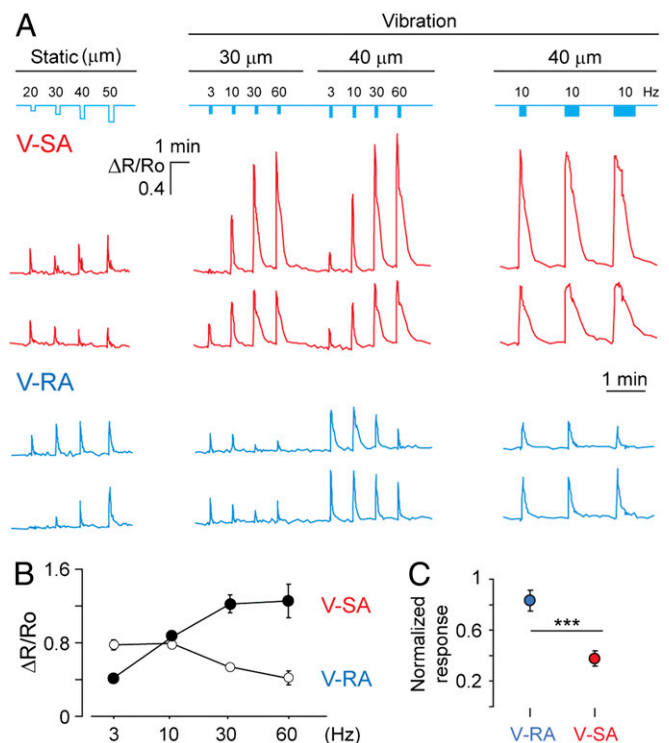 A
Vibration
Static (μm)
30 μm
40 μm
40 μm
20 30 40 50
3 10 30 60
3 10 30 60
10 10 10 Hz
V-SA
1 min
ΔR/Ro
0.4
V-RA
1 min
B
1.6
0.8
0
ΔR/Ro
V-SA
V-RA
3 10 30 60 (Hz)
C
Normalized
response
1
0.6
0.2
***
V-RA V-SA